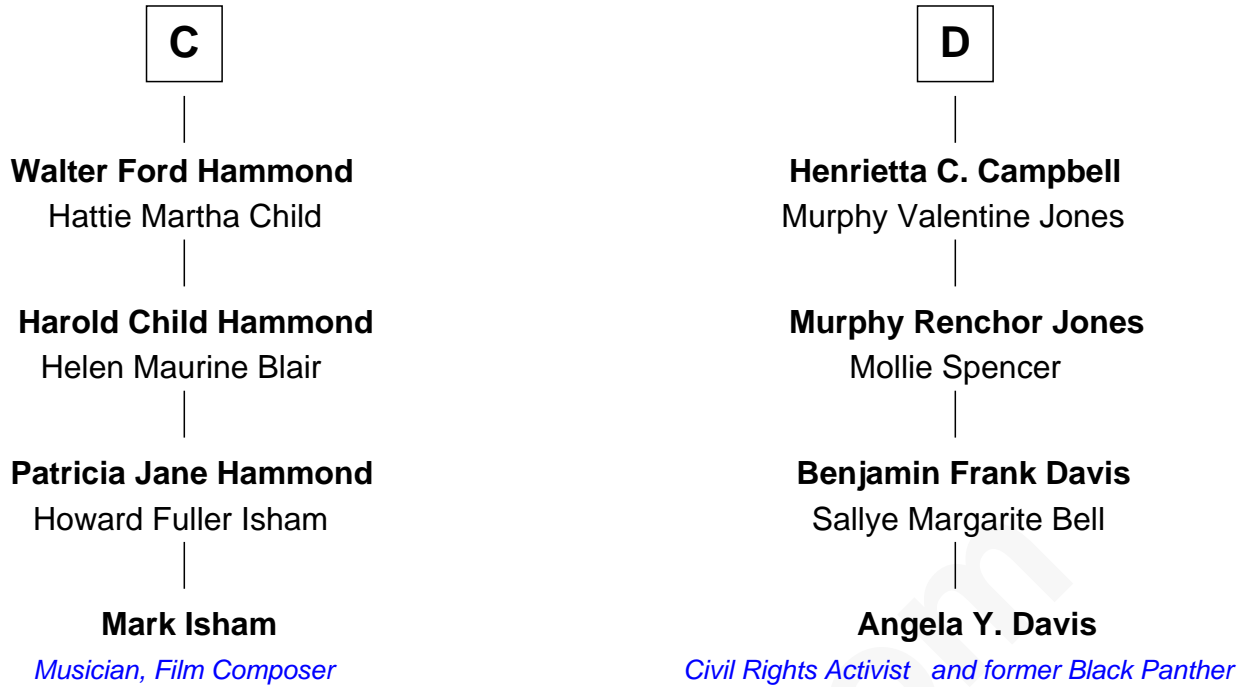 C
Walter Ford Hammond
Hattie Martha Child
Harold Child Hammond
Helen Maurine Blair
Patricia Jane Hammond
Howard Fuller Isham
Mark Isham
Musician, Film Composer
D
Henrietta C. Campbell
Murphy Valentine Jones
Murphy Renchor Jones
Mollie Spencer
Benjamin Frank Davis
Sallye Margarite Bell
Angela Y. Davis
Civil Rights Activist and former Black Panther